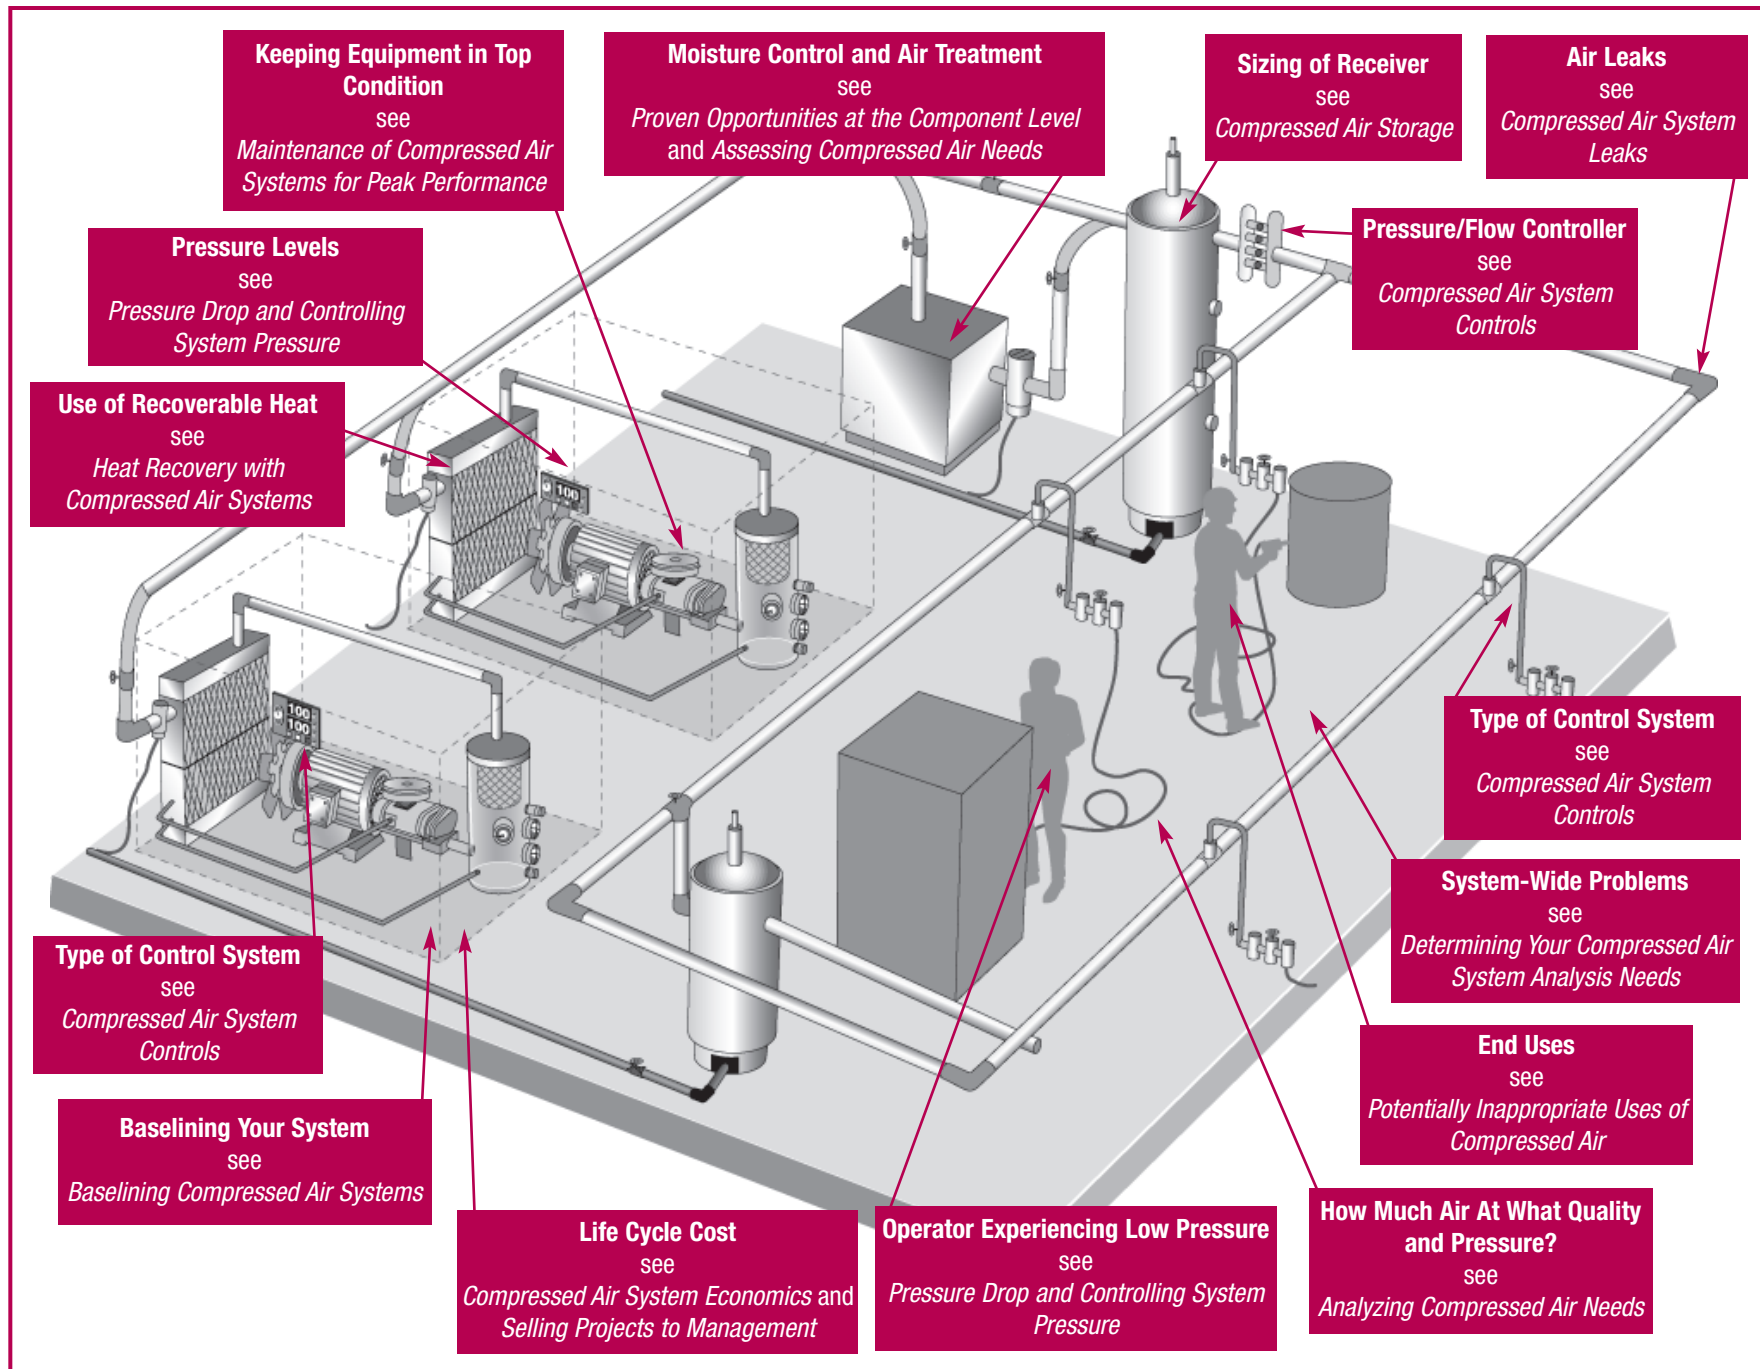 Keeping Equipment in Top
Condition
see
Maintenance of Compressed Air
Systems for Peak Performance
Moisture Control and Air Treatment
see
Proven Opportunities at the Component Level
and Assessing Compressed Air Needs
Sizing of Receiver
see
Compressed Air Storage
Air Leaks
see
Compressed Air System
Leaks
Pressure/Flow Controller
see
Compressed Air System
Controls
Pressure Levels
see
Pressure Drop and Controlling
System Pressure
Use of Recoverable Heat
see
Heat Recovery with
Compressed Air Systems
100
100
100
Type of Control System
see
Compressed Air System
Controls
System-Wide Problems
see
Determining Your Compressed Air
System Analysis Needs
Type of Control System
see
Compressed Air System
Controls
End Uses
see
Potentially Inappropriate Uses of
Compressed Air
Baselining Your System
see
Baselining Compressed Air Systems
Life Cycle Cost
see
Compressed Air System Economics and
Selling Projects to Management
Operator Experiencing Low Pressure
see
Pressure Drop and Controlling System
Pressure
How Much Air At What Quality
and Pressure?
see
Analyzing Compressed Air Needs